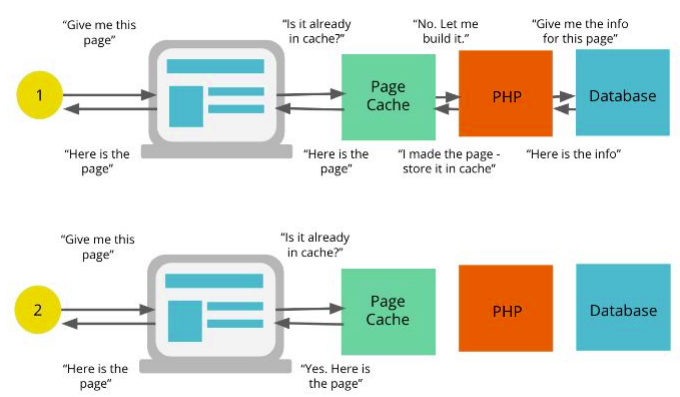 “Give me this
page”
“Is it already
in cache?”
“No. Let me
build it.”
“Give me the info
for this page”
1
Page
Cache
PHP
Database
“Here is the
page”
“Here is the
page”
“I made the page -
store it in cache”
“Here is the info”
“Give me this
page”
“Is it already
in cache?”
2
Page
Cache
PHP
Database
“Here is the
page”
“Yes. Here is
the page”